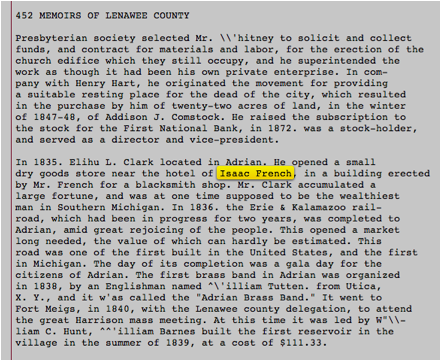 452 MEMOIRS OF LENAWEE COUNTY
Presbyterian society selected Mr. \\'hitney to solicit and collect
funds, and contract for materials and labor, for the erection of the
church edifice which they still occupy, and he superintended the
work as though it had been his own private enterprise. In com-
pany with Henry Hart, he originated the movement for providing
a suitable resting place for the dead of the city, which resulted
in the purchase by him of twenty-two acres of land, in the winter
of 1847-48, of Addison J. Comstock. He raised the subscription to
the stock for the First National Bank, in 1872. was a stock-holder,
and served as a director and vice-president.
In 1835. Elihu L. Clark located in Adrian. He opened a small
dry goods store near the hotel of Isaac French, in a building erected
by Mr. French for a blacksmith shop. Mr. Clark accumulated a
large fortune, and was at one time supposed to be the wealthiest
man in Southern Michigan. In 1836. the Erie & Kalamazoo rail-
road, which had been in progress for two years, was completed to
Adrian, amid great rejoicing of the people. This opened a market
long needed, the value of which can hardly be estimated. This
road was one of the first built in the United States, and the first
in Michigan. The day of its completion was a gala day for the
citizens of Adrian. The first brass band in Adrian was organized
in 1838, by an Englishman named ^\'illiam Tutten. from Utica,
X. Y., and it w'as called the "Adrian Brass Band." It went to
Fort Meigs, in 1840, with the Lenawee county delegation, to attend
the great Harrison mass meeting. At this time it was led by W"\\-
liam C. Hunt, ^^'illiam Barnes built the first reservoir in the
village in the summer of 1839, at a cost of $111.33.